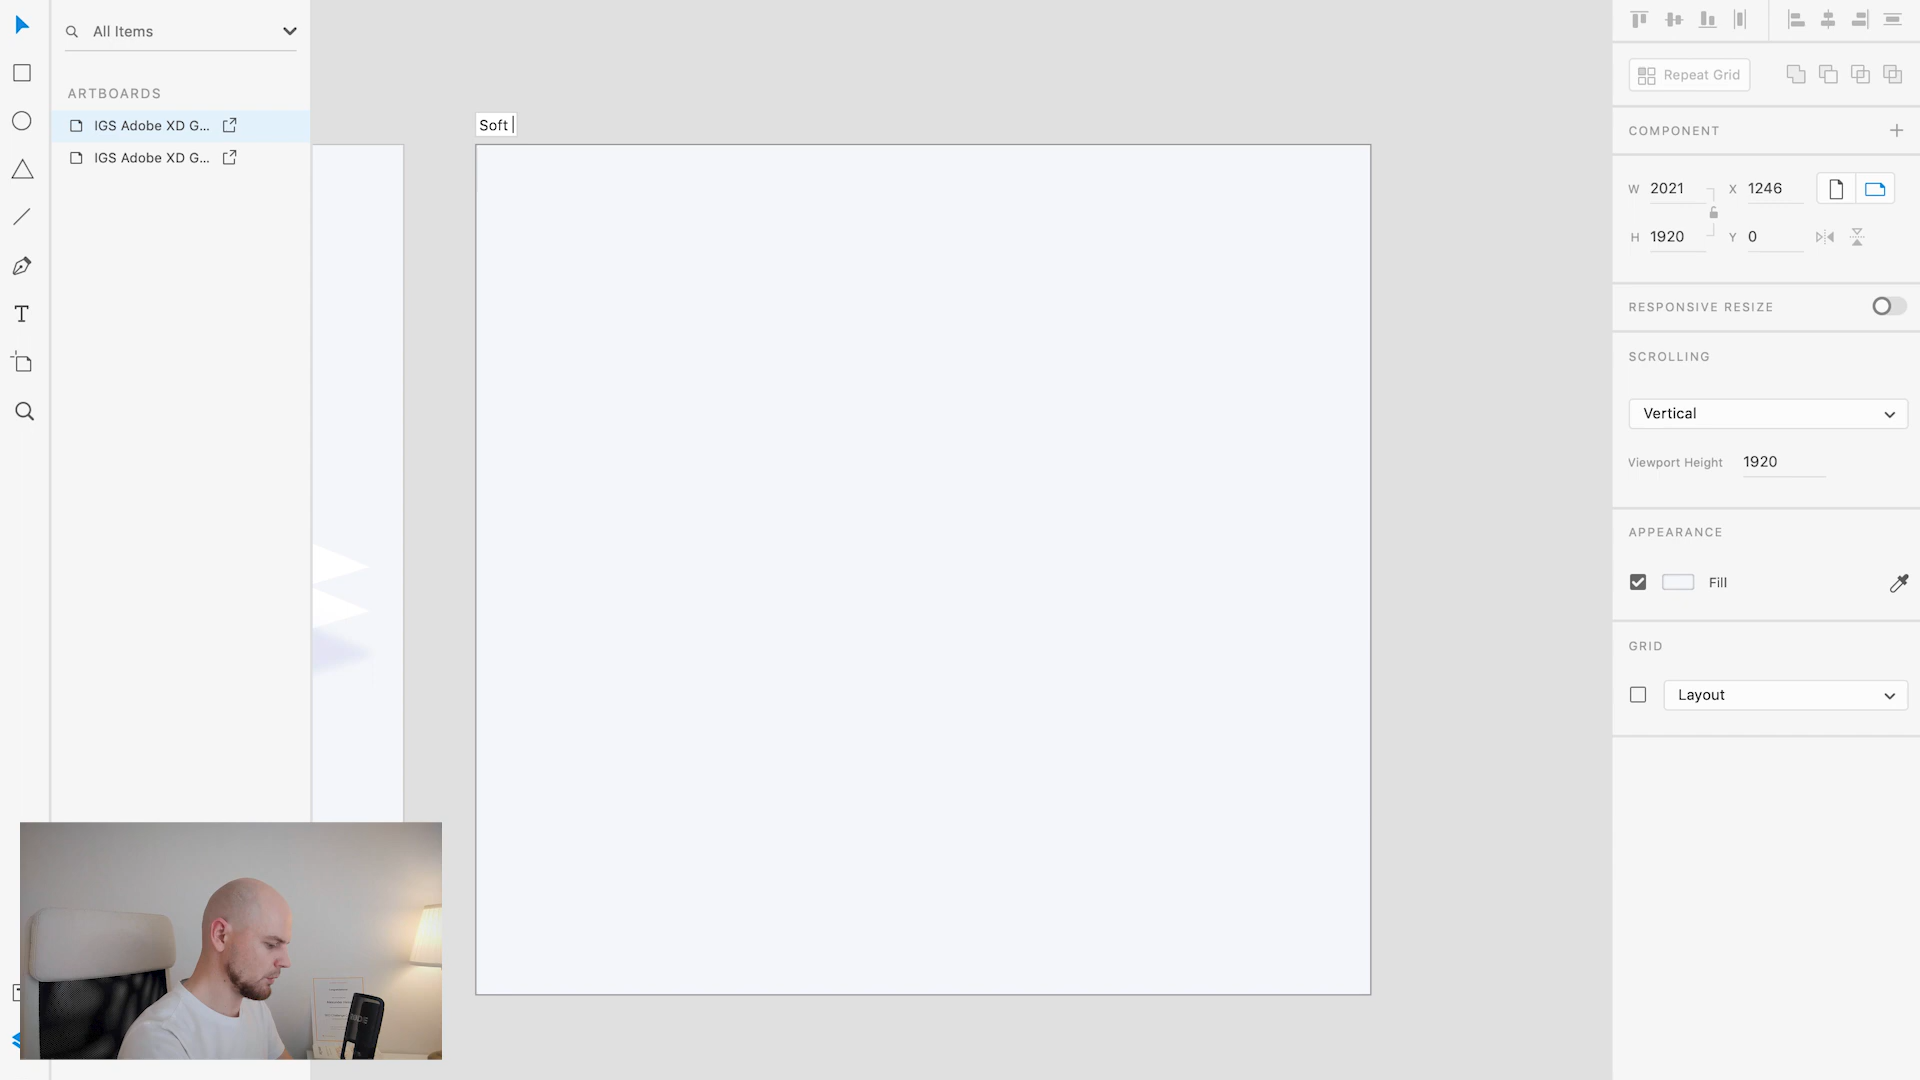 All Items
ARTBOARDS
IGS Adobe XD G...
IGS Adobe XD G...
Soft
Repeat Grid
COMPONENT
W 2021 X 1246
H 1920 Y 0
RESPONSIVE RESIZE
SCROLLING
Vertical
Viewport Height 1920
APPEARANCE
Fill
GRID
Layout